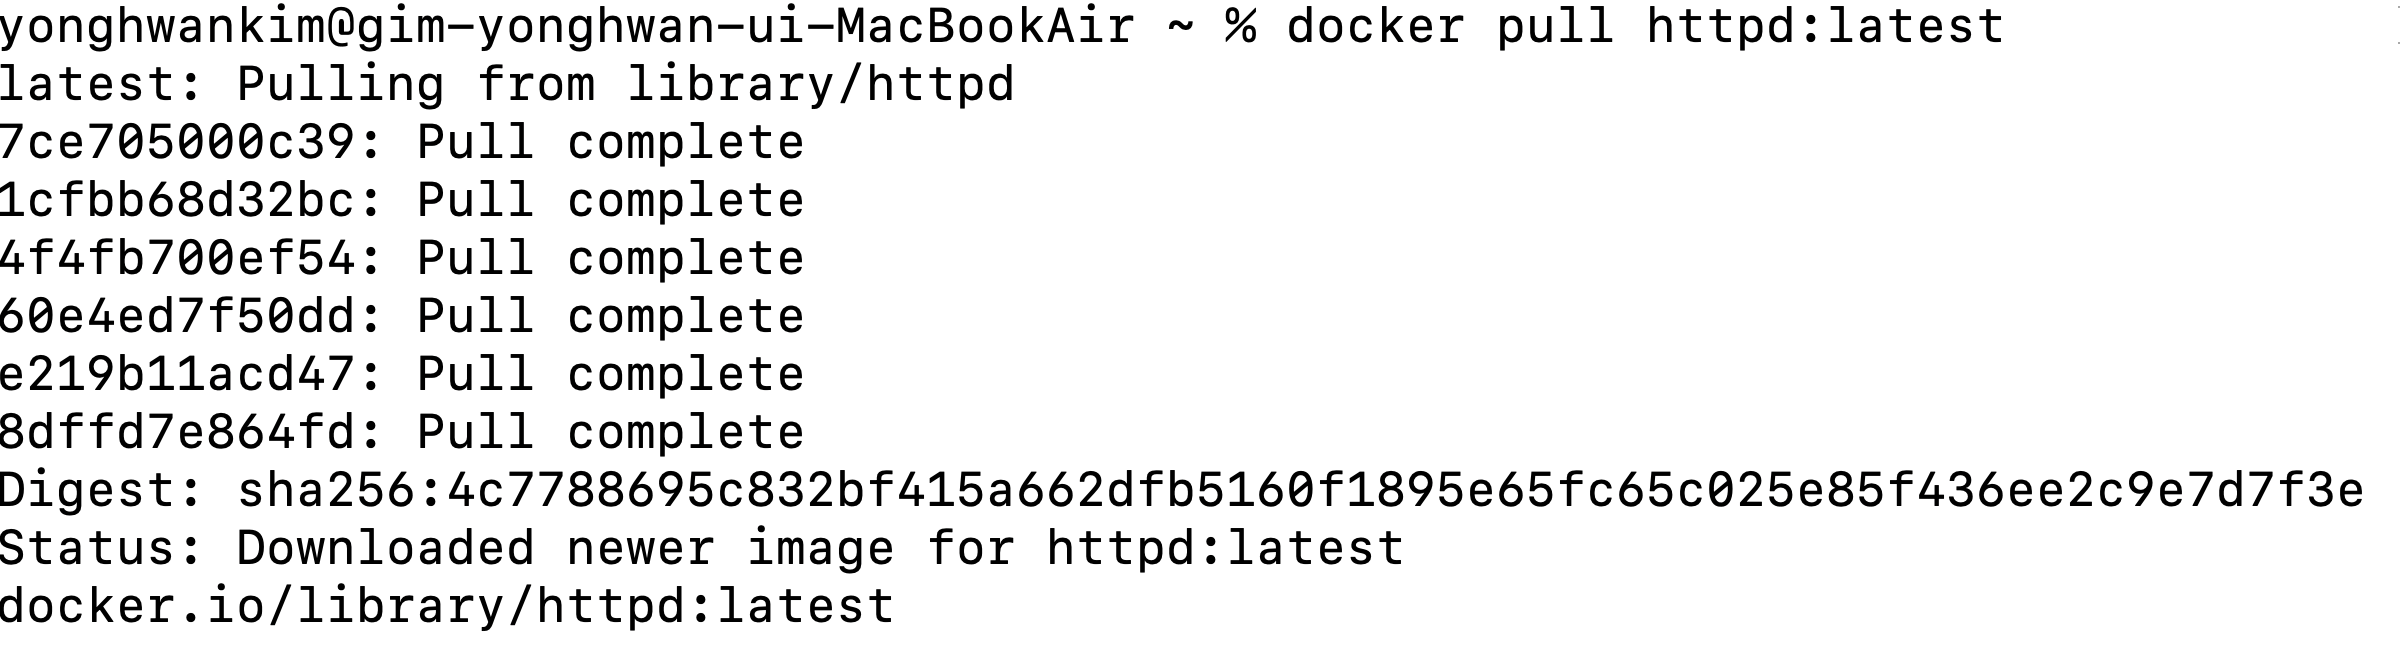 yonghwankim@gim-yonghwan-ui-MacBookAir ~ % docker pull httpd:latest
latest: Pulling from library/httpd
7ce705000c39: Pull complete
1cfbb68d32bc: Pull complete
4f4fb700ef54: Pull complete
60e4ed7f50dd: Pull complete
e219b11acd47: Pull complete
8dffd7e864fd: Pull complete
Digest: sha256:4c7788695c832bf415a662dfb5160f1895e65fc65c025e85f436ee2c9e7d7f3e
Status: Downloaded newer image for httpd:latest
docker.io/library/httpd:latest